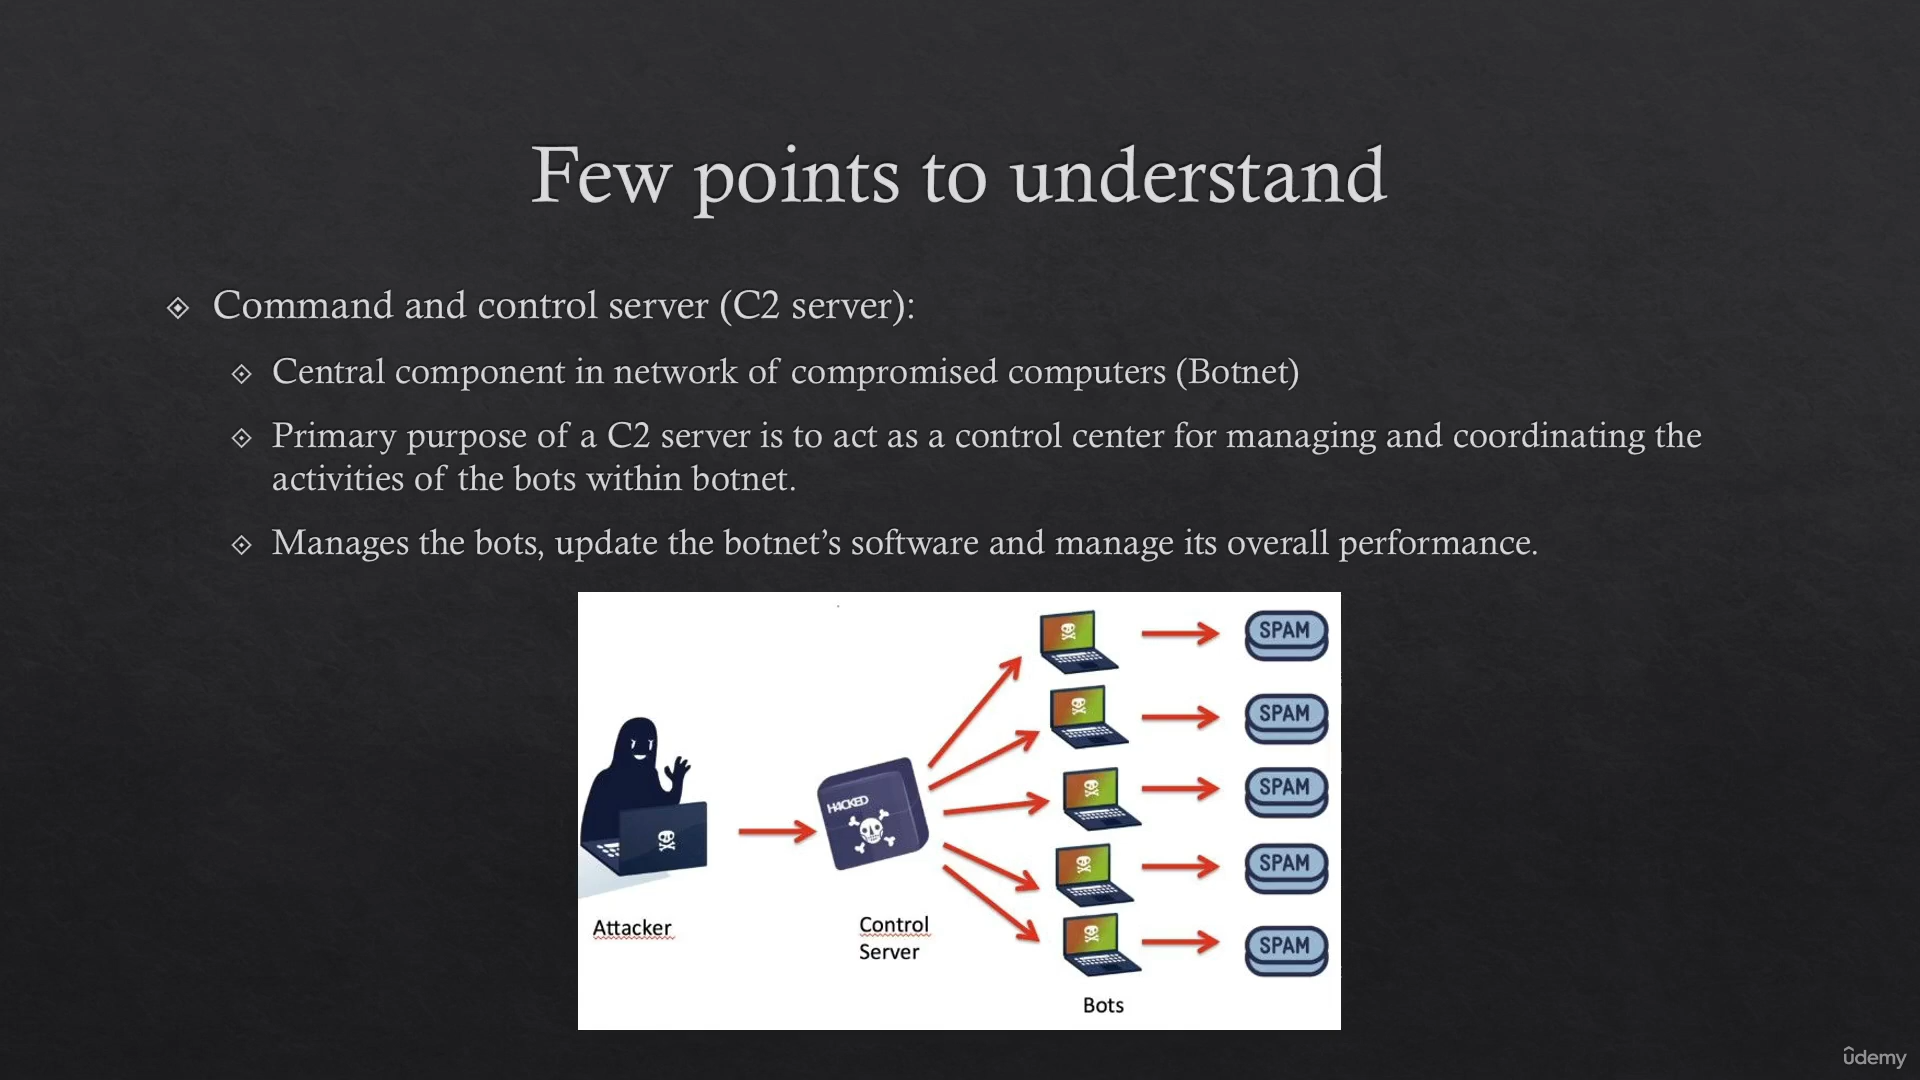 Few points to understand
Command and control server (C2 server):
Central component in network of compromised computers (Botnet)
Primary purpose of a C2 server is to act as a control center for managing and coordinating the
activities of the bots within botnet.
Manages the bots, update the botnet’s software and manage its overall performance.
SPAM
SPAM
SPAM
H4CKED
SPAM
Attacker
Control
Server
SPAM
Bots
ûdemy